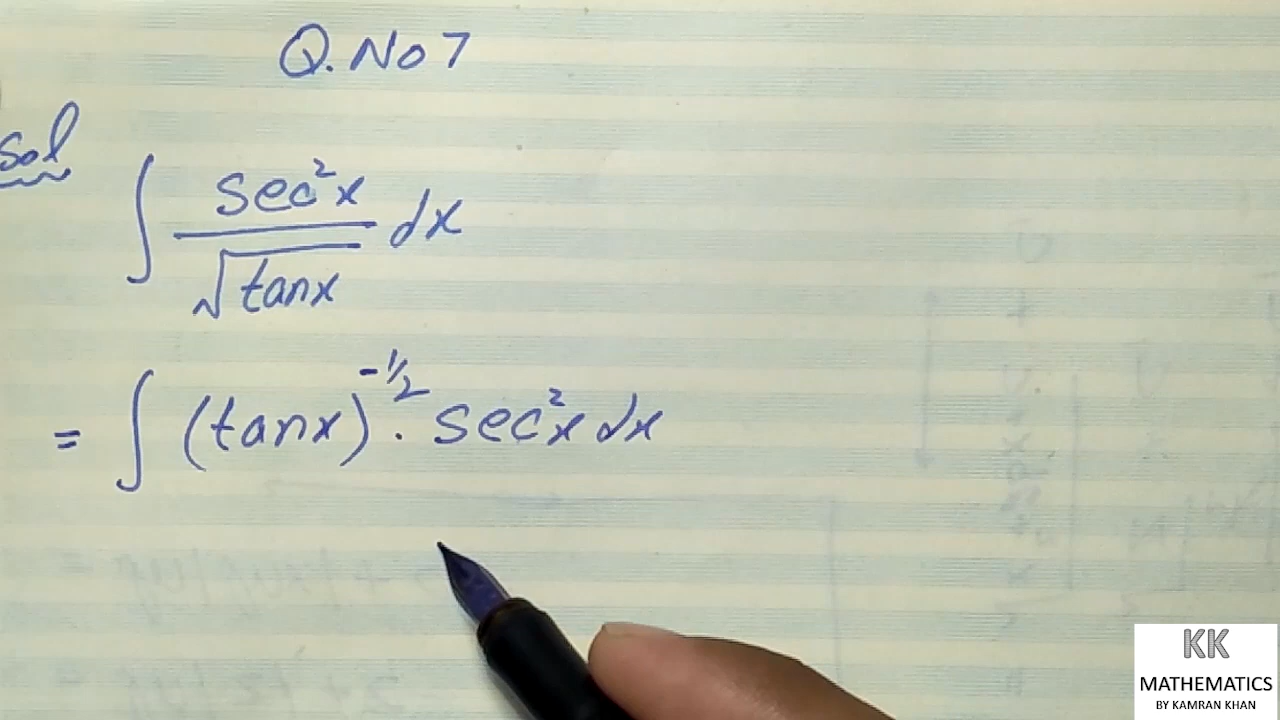 Q. No 7
Sol
∫ sec²x / √tanx dx
= ∫ (tanx)^-1/2 . sec²x dx
KK
MATHEMATICS
BY KAMRAN KHAN